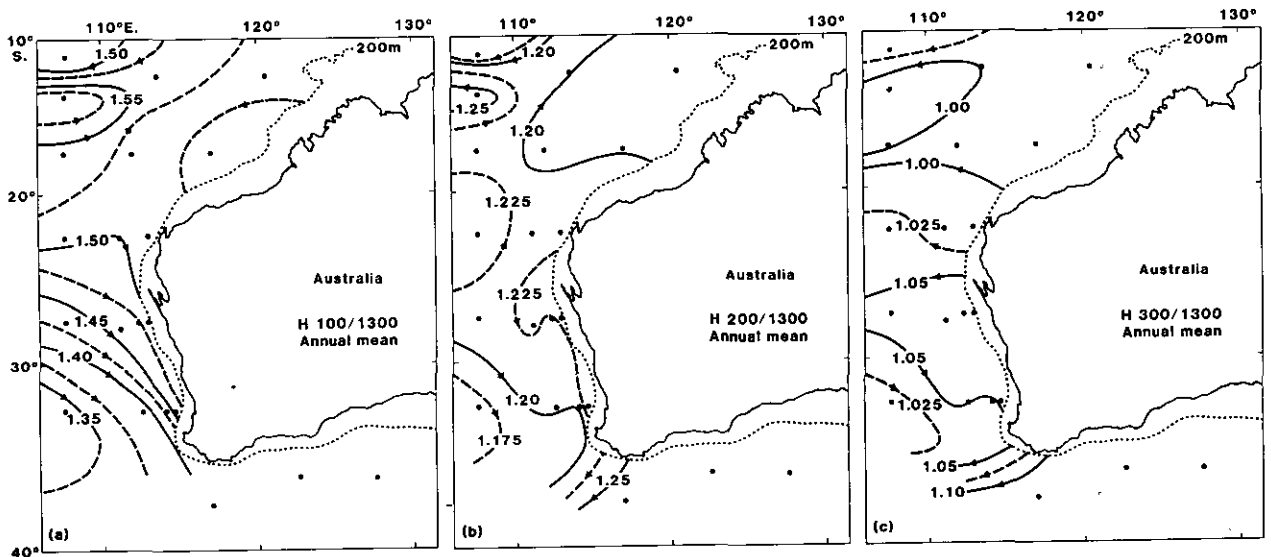 110°E. 120° 130°
110° 120° 130°
110° 120° 130°
10°
S.
20°
30°
40°
1.50
1.55
200m
1.50
1.45
1.40
1.35
Australia
H 100/1300
Annual mean
(a)
1.20
1.25
1.20
200m
1.225
1.225
1.20
1.175
1.25
Australia
H 200/1300
Annual mean
(b)
200m
1.00
1.00
1.025
1.05
1.05
1.025
1.05
1.10
Australia
H 300/1300
Annual mean
(c)